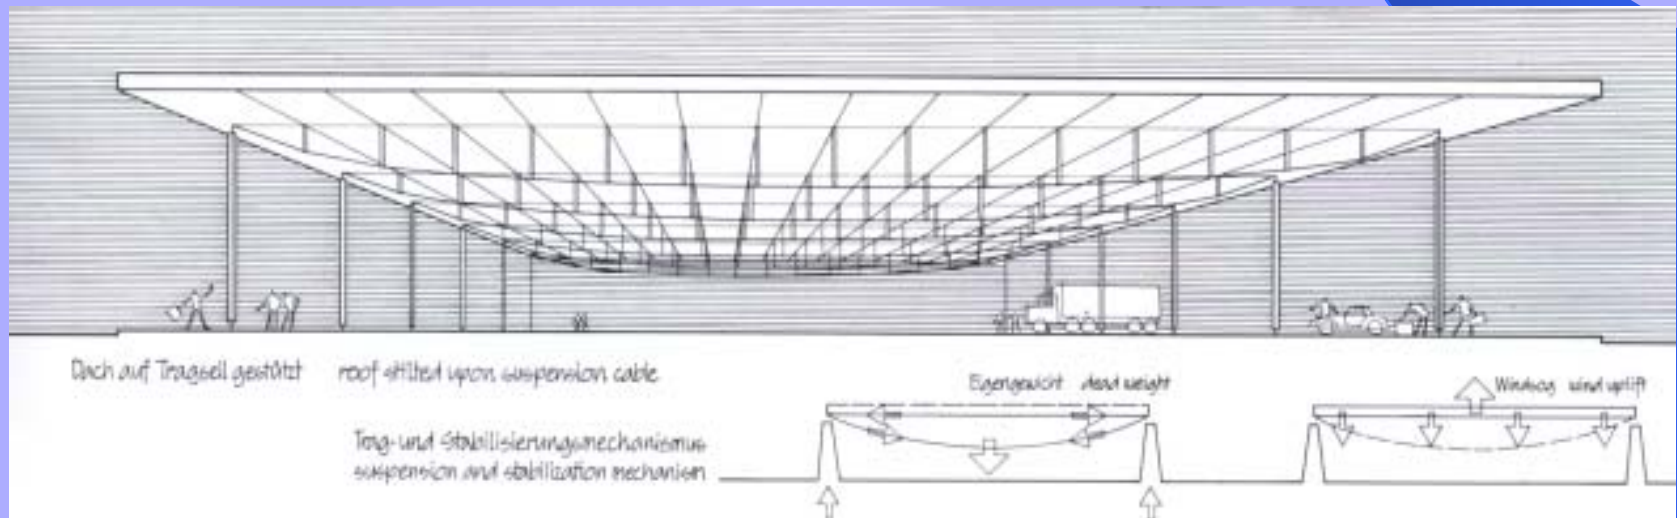 Dach auf Tragseil gestützt roof stilted upon suspension cable
Eigengewicht dead weight
Windsog wind uplift
Trag- und Stabilisierungsmechanismus
suspension and stabilization mechanism